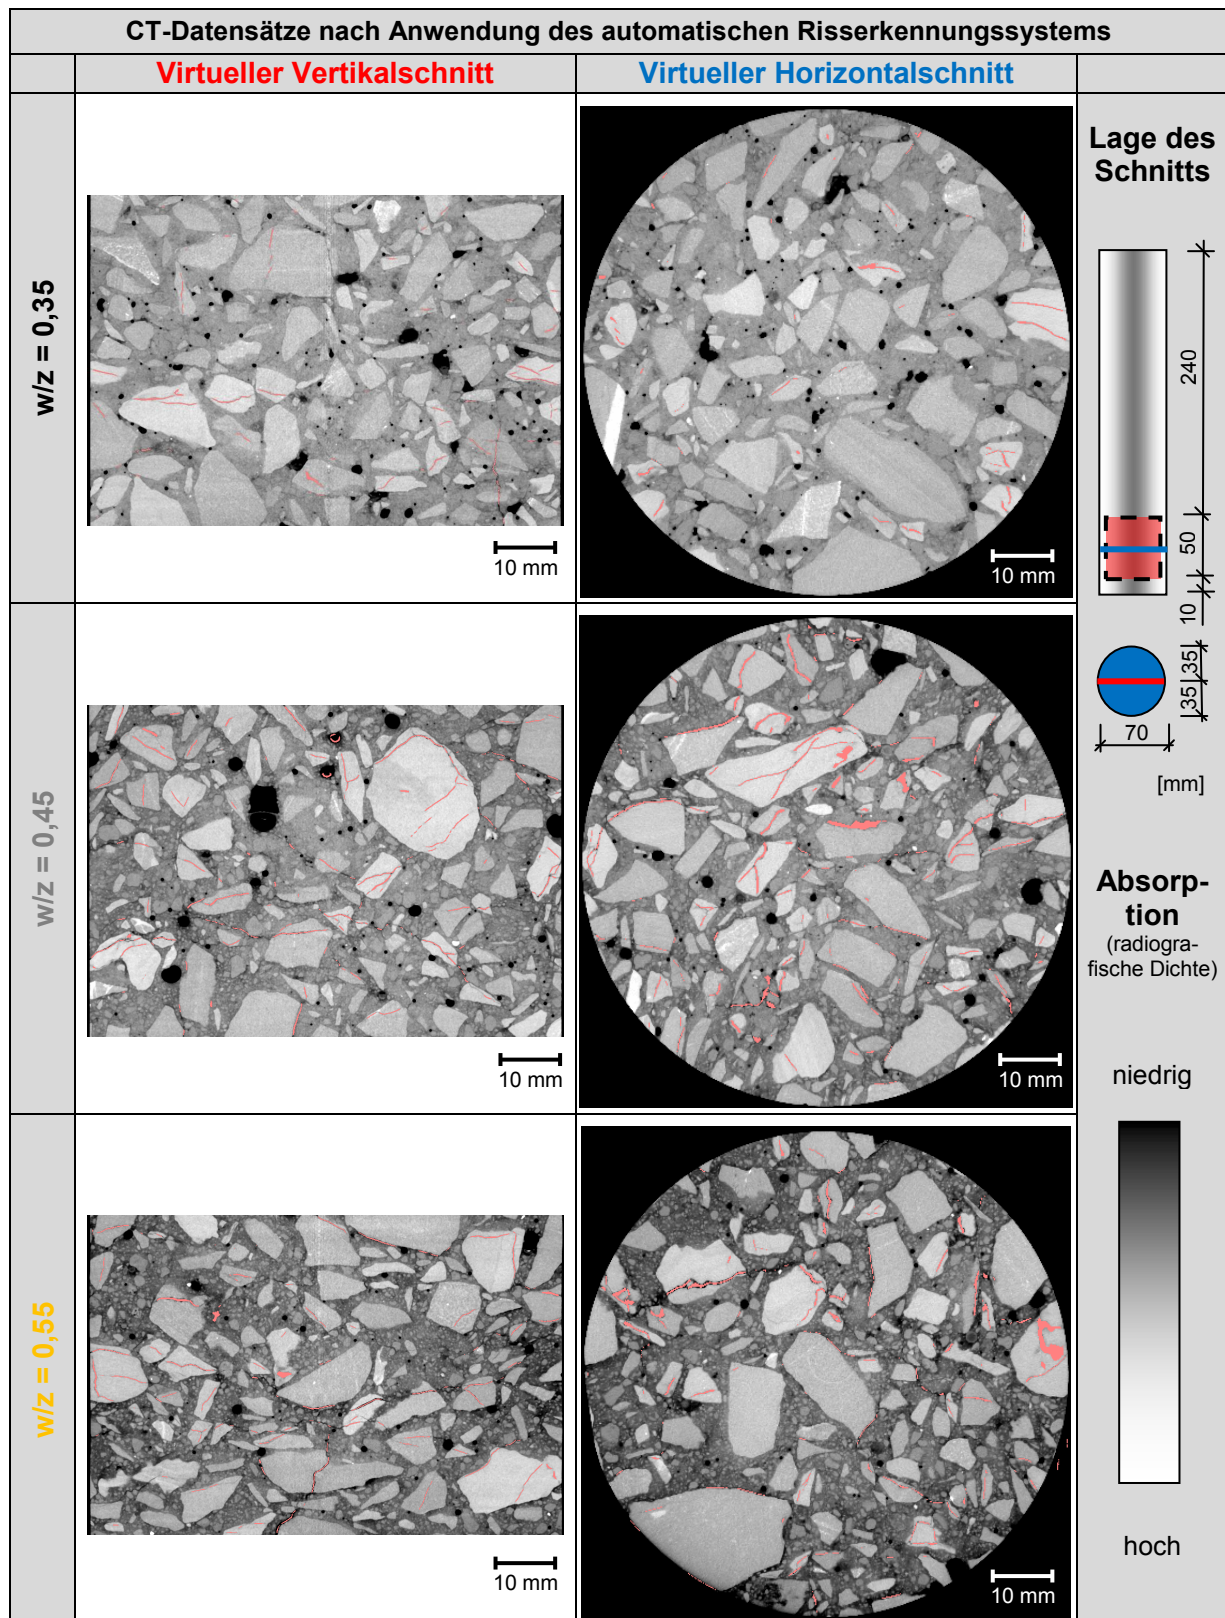 CT-Datensätze nach Anwendung des automatischen Risserkennungssystems
Virtueller Vertikalschnitt
Virtueller Horizontalschnitt
w/z = 0,35
10 mm
10 mm
w/z = 0,45
10 mm
10 mm
w/z = 0,55
10 mm
10 mm
Lage des
Schnitts
240
50
10
35
35
70
[mm]
Absorp-
tion
(radiogra-
fische Dichte)
niedrig
hoch